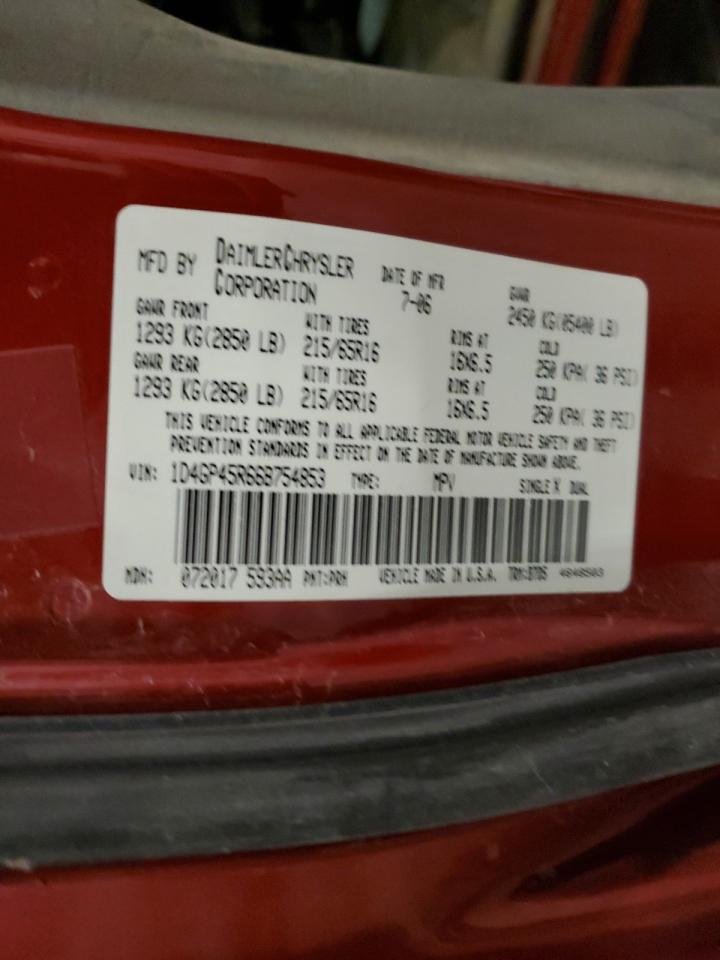 MFD BY DAIMLERCHRYSLER CORPORATION DATE OF MFR 7-06 GVWR 2450 KG(05400 LB)
GAWR FRONT WITH TIRES RIMS AT COLD
1293 KG(2850 LB) 215/65R16 16X6.5 250 KPA( 36 PSI)
GAWR REAR WITH TIRES RIMS AT COLD
1293 KG(2850 LB) 215/65R16 16X6.5 250 KPA( 36 PSI)
THIS VEHICLE CONFORMS TO ALL APPLICABLE FEDERAL MOTOR VEHICLE SAFETY AND THEFT
PREVENTION STANDARDS IN EFFECT ON THE DATE OF MANUFACTURE SHOWN ABOVE.
VIN: 1D4GP45R66B754853 TYPE: MPV SINGLE X DUAL
MDH: 072017 593AA PNT:PRH VEHICLE MADE IN U.S.A. TRM:B7D5